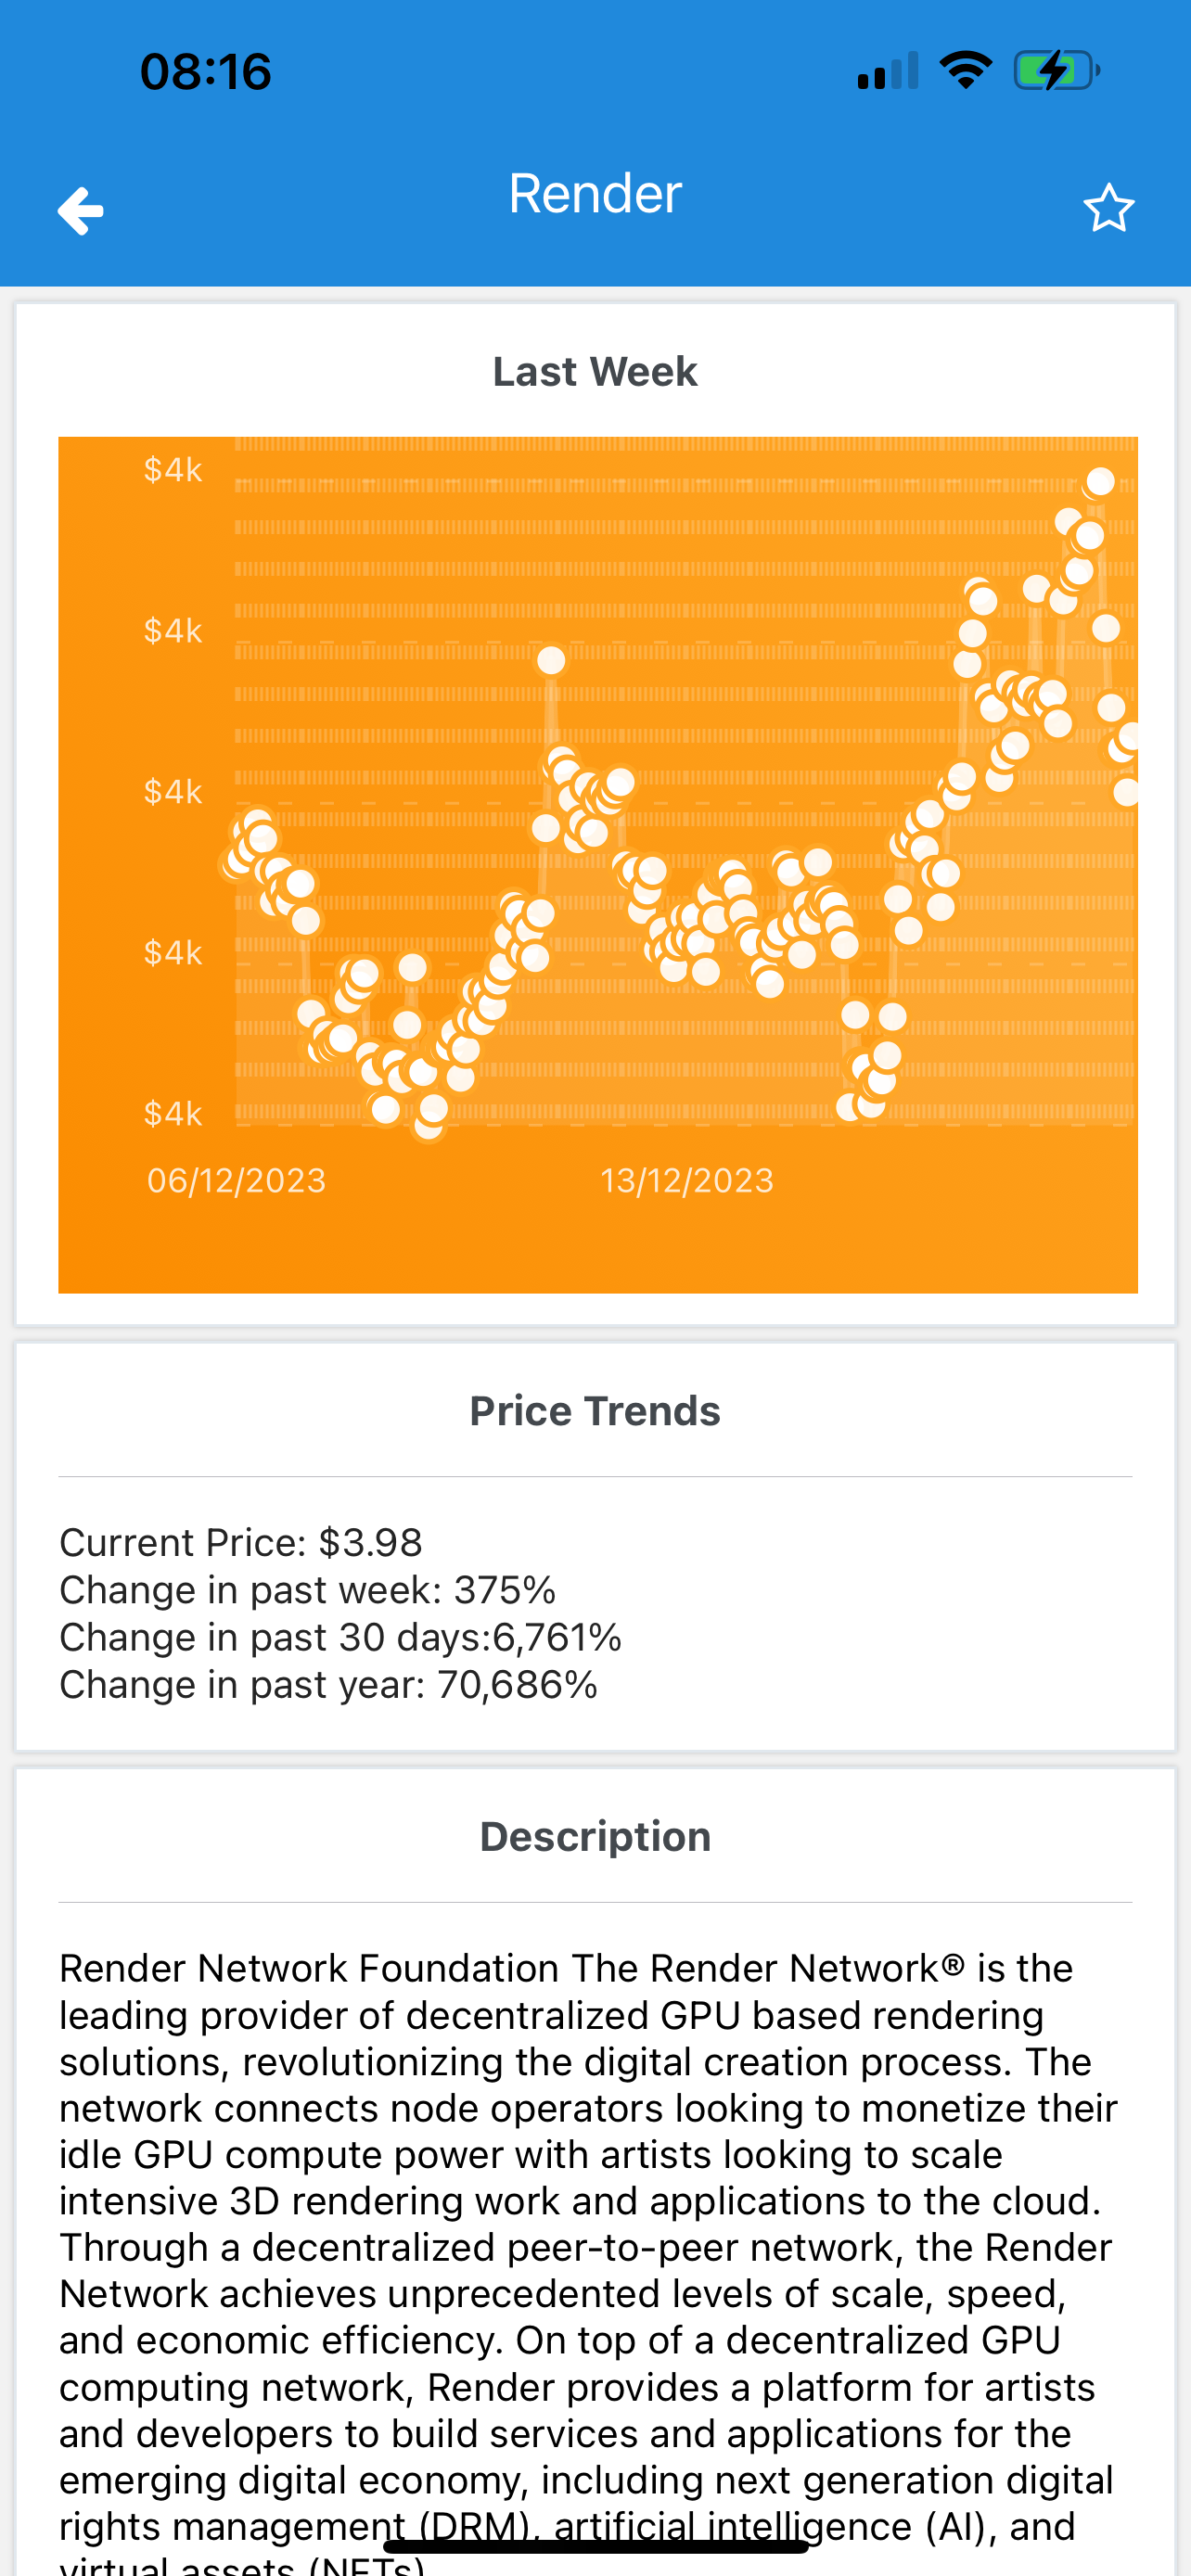 08:16
Render
Last Week
$4k
$4k
$4k
$4k
$4k
06/12/2023 13/12/2023
Price Trends
Current Price: $3.98
Change in past week: 375%
Change in past 30 days:6,761%
Change in past year: 70,686%
Description
Render Network Foundation The Render Network® is the
leading provider of decentralized GPU based rendering
solutions, revolutionizing the digital creation process. The
network connects node operators looking to monetize their
idle GPU compute power with artists looking to scale
intensive 3D rendering work and applications to the cloud.
Through a decentralized peer-to-peer network, the Render
Network achieves unprecedented levels of scale, speed,
and economic efficiency. On top of a decentralized GPU
computing network, Render provides a platform for artists
and developers to build services and applications for the
emerging digital economy, including next generation digital
rights management (DRM), artificial intelligence (AI), and
virtual assets (NFTs)